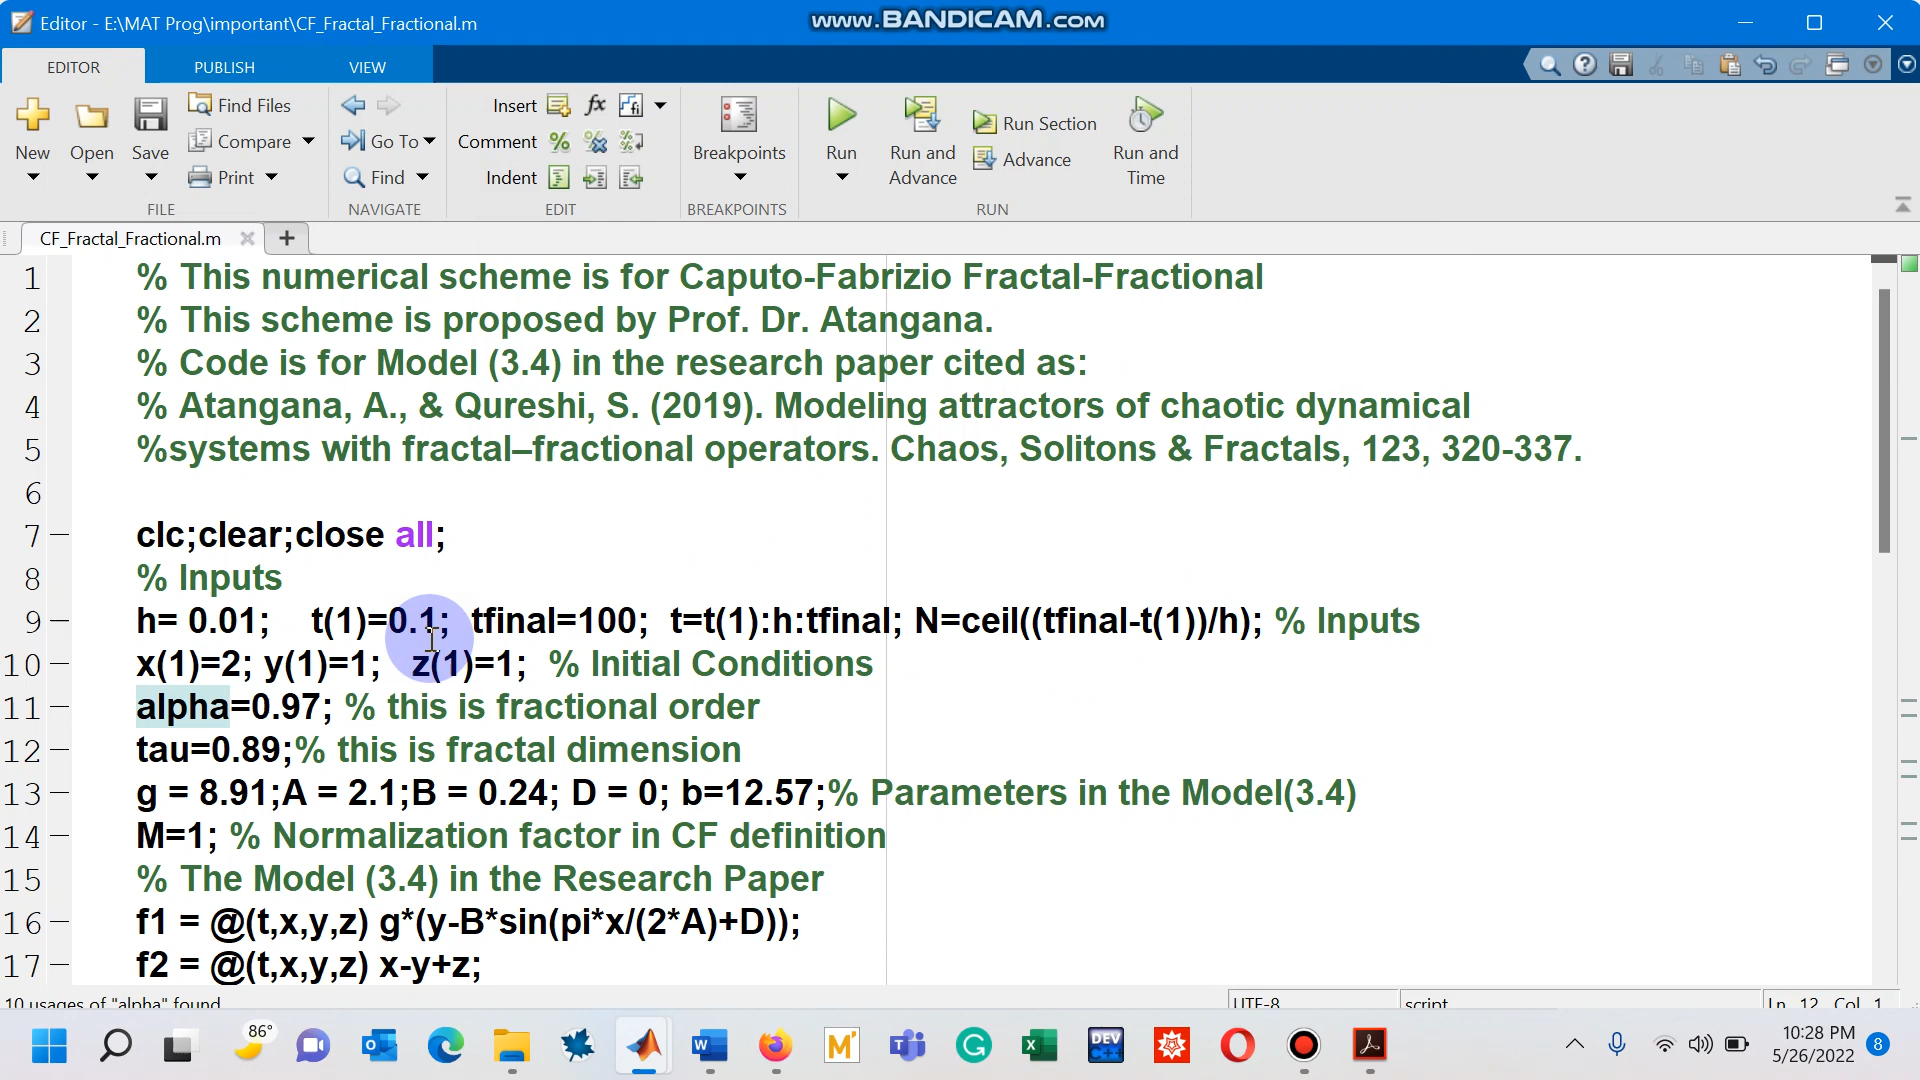 Editor - E:\MAT Prog\important\CF_Fractal_Fractional.m
www.BANDICAM.com
EDITOR
PUBLISH
VIEW
New
Open
Save
Find Files
Compare
Print
FILE
Go To
Find
NAVIGATE
Insert
Comment
Indent
EDIT
Breakpoints
BREAKPOINTS
Run
Run and
Advance
Run Section
Advance
Run and
Time
RUN
CF_Fractal_Fractional.m
1 % This numerical scheme is for Caputo-Fabrizio Fractal-Fractional
2 % This scheme is proposed by Prof. Dr. Atangana.
3 % Code is for Model (3.4) in the research paper cited as:
4 % Atangana, A., & Qureshi, S. (2019). Modeling attractors of chaotic dynamical
5 %systems with fractal–fractional operators. Chaos, Solitons & Fractals, 123, 320-337.
6
7 clc;clear;close all;
8 % Inputs
9 h= 0.01; t(1)=0.1; tfinal=100; t=t(1):h:tfinal; N=ceil((tfinal-t(1))/h); % Inputs
10 x(1)=2; y(1)=1; z(1)=1; % Initial Conditions
11 alpha=0.97; % this is fractional order
12 tau=0.89;% this is fractal dimension
13 g = 8.91;A = 2.1;B = 0.24; D = 0; b=12.57;% Parameters in the Model(3.4)
14 M=1; % Normalization factor in CF definition
15 % The Model (3.4) in the Research Paper
16 f1 = @(t,x,y,z) g*(y-B*sin(pi*x/(2*A)+D));
17 f2 = @(t,x,y,z) x-y+z;
10 usages of "alpha" found
UTF-8
script
Ln 12 Col 1
86°
DEV
C++
10:28 PM
5/26/2022
8